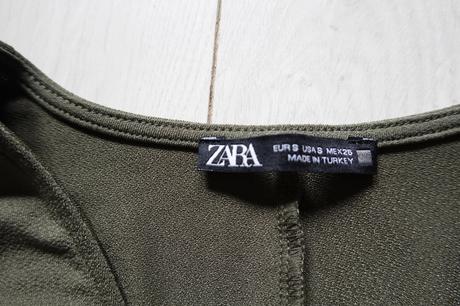 ZARA
EUR S USA S MEX 26
MADE IN TURKEY